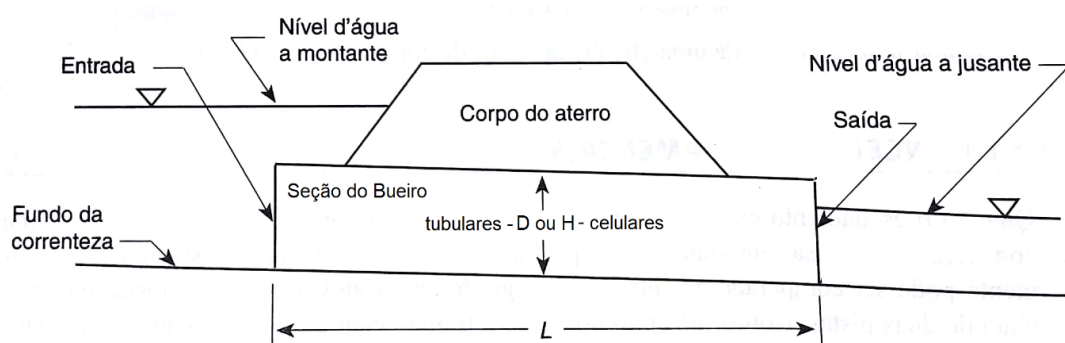 Nível d'água
a montante
Entrada
Nível d'água a jusante
Corpo do aterro
Saída
Seção do Bueiro
tubulares - D ou H - celulares
Fundo da
correnteza
L